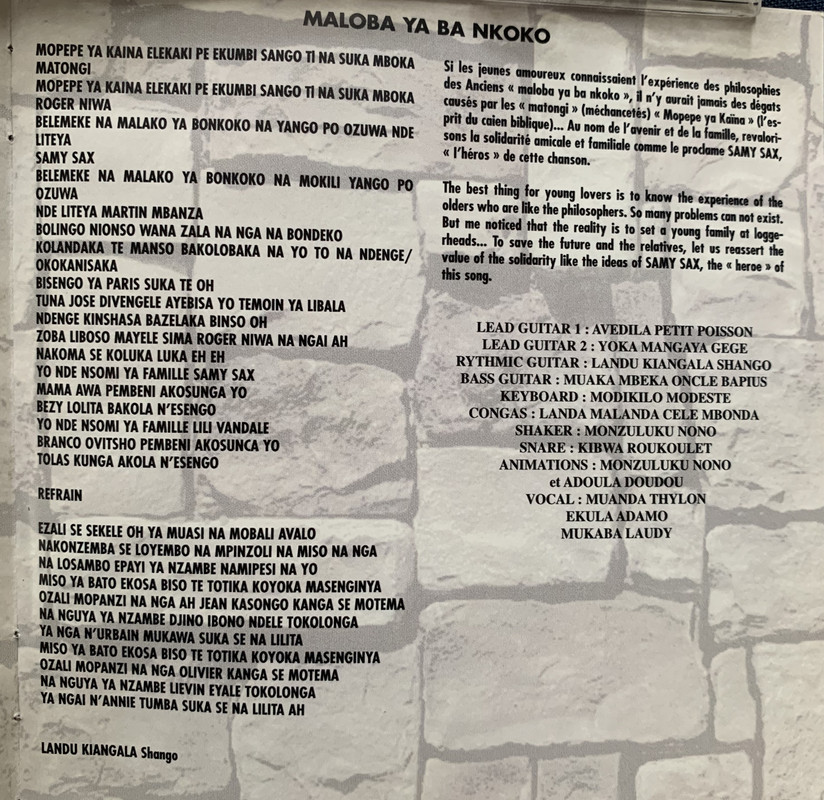 MALOBA YA BA NKOKO
MOPEPE YA KAINA ELEKAKI PE EKUMBI SANGO TI NA SUKA MBOKA
MATONGI
MOPEPE YA KAINA ELEKAKI PE EKUMBI SANGO TI NA SUKA MBOKA
ROGER NIWA
BELEMEKE NA MALAKO YA BONKOKO NA YANGO PO OZUWA NDE
LITEYA
SAMY SAX
BELEMEKE NA MALAKO YA BONKOKO NA MOKILI YANGO PO
OZUWA
NDE LITEYA MARTIN MBANZA
BOLINGO NIONSO WANA ZALA NA NGA NA BONDEKO
KOLANDAKA TE MANSO BAKOLOBAKA NA YO TO NA NDENGE/
OKOKANISAKA
BISENGO YA PARIS SUKA TE OH
TUNA JOSE DIVENGELE AYEBISA YO TEMOIN YA LIBALA
NDENGE KINSHASA BAZELAKA BINSO OH
ZOBA LIBOSO MAYELE SIMA ROGER NIWA NA NGAI AH
NAKOMA SE KOLUKA LUKA EH EH
YO NDE NSOMI YA FAMILLE SAMY SAX
MAMA AWA PEMBENI AKOSUNGA YO
BEZY LOLITA BAKOLA N'ESENGO
YO NDE NSOMI YA FAMILLE LILI VANDALE
BRANCO OVITSHO PEMBENI AKOSUNCA YO
TOLAS KUNGA AKOLA N'ESENGO
REFRAIN
EZALI SE SEKELE OH YA MUASI NA MOBALI AVALO
NAKONZEMBA SE LOYEMBO NA MPINZOLI NA MISO NA NGA
NA LOSAMBO EPAYI YA NZAMBE NAMIPESI NA YO
MISO YA BATO EKOSA BISO TE TOTIKA KOYOKA MASENGINYA
OZALI MOPANZI NA NGA AH JEAN KASONGO KANGA SE MOTEMA
NA NGUYA YA NZAMBE DJINO IBONO NDELE TOKOLONGA
YA NGA N'URBAIN MUKAWA SUKA SE NA LILITA
MISO YA BATO EKOSA BISO TE TOTIKA KOYOKA MASENGINYA
OZALI MOPANZI NA NGA OLIVIER KANGA SE MOTEMA
NA NGUYA YA NZAMBE LIEVIN EYALE TOKOLONGA
YA NGAI N'ANNIE TUMBA SUKA SE NA LILITA AH
LANDU KIANGALA Shango
Si les jeunes amoureux connaissaient l'expérience des philosophies
des Anciens « maloba ya ba nkoko », il n'y aurait jamais des dégats
causés par les « matongi » (méchancetés) « Mopepe ya Kaïna » (l'es-
prit du caien biblique)... Au nom de l'avenir et de la famille, revalori-
sons la solidarité amicale et familiale comme le proclame SAMY SAX,
« l'héros » de cette chanson.
The best thing for young lovers is to know the experience of the
olders who are like the philosophers. So many problems can not exist.
But me noticed that the reality is to set a young family at logge-
rheads... To save the future and the relatives, let us reassert the
value of the solidarity like the ideas of SAMY SAX, the « heroe » of
this song.
LEAD GUITAR 1 : AVEDILA PETIT POISSON
LEAD GUITAR 2 : YOKA MANGAYA GEGE
RYTHMIC GUITAR : LANDU KIANGALA SHANGO
BASS GUITAR : MUAKA MBEKA ONCLE BAPIUS
KEYBOARD : MODIKILO MODESTE
CONGAS : LANDA MALANDA CELE MBONDA
SHAKER : MONZULUKU NONO
SNARE : KIBWA ROUKOULET
ANIMATIONS : MONZULUKU NONO
et ADOULA DOUDOU
VOCAL : MUANDA THYLON
EKULA ADAMO
MUKABA LAUDY